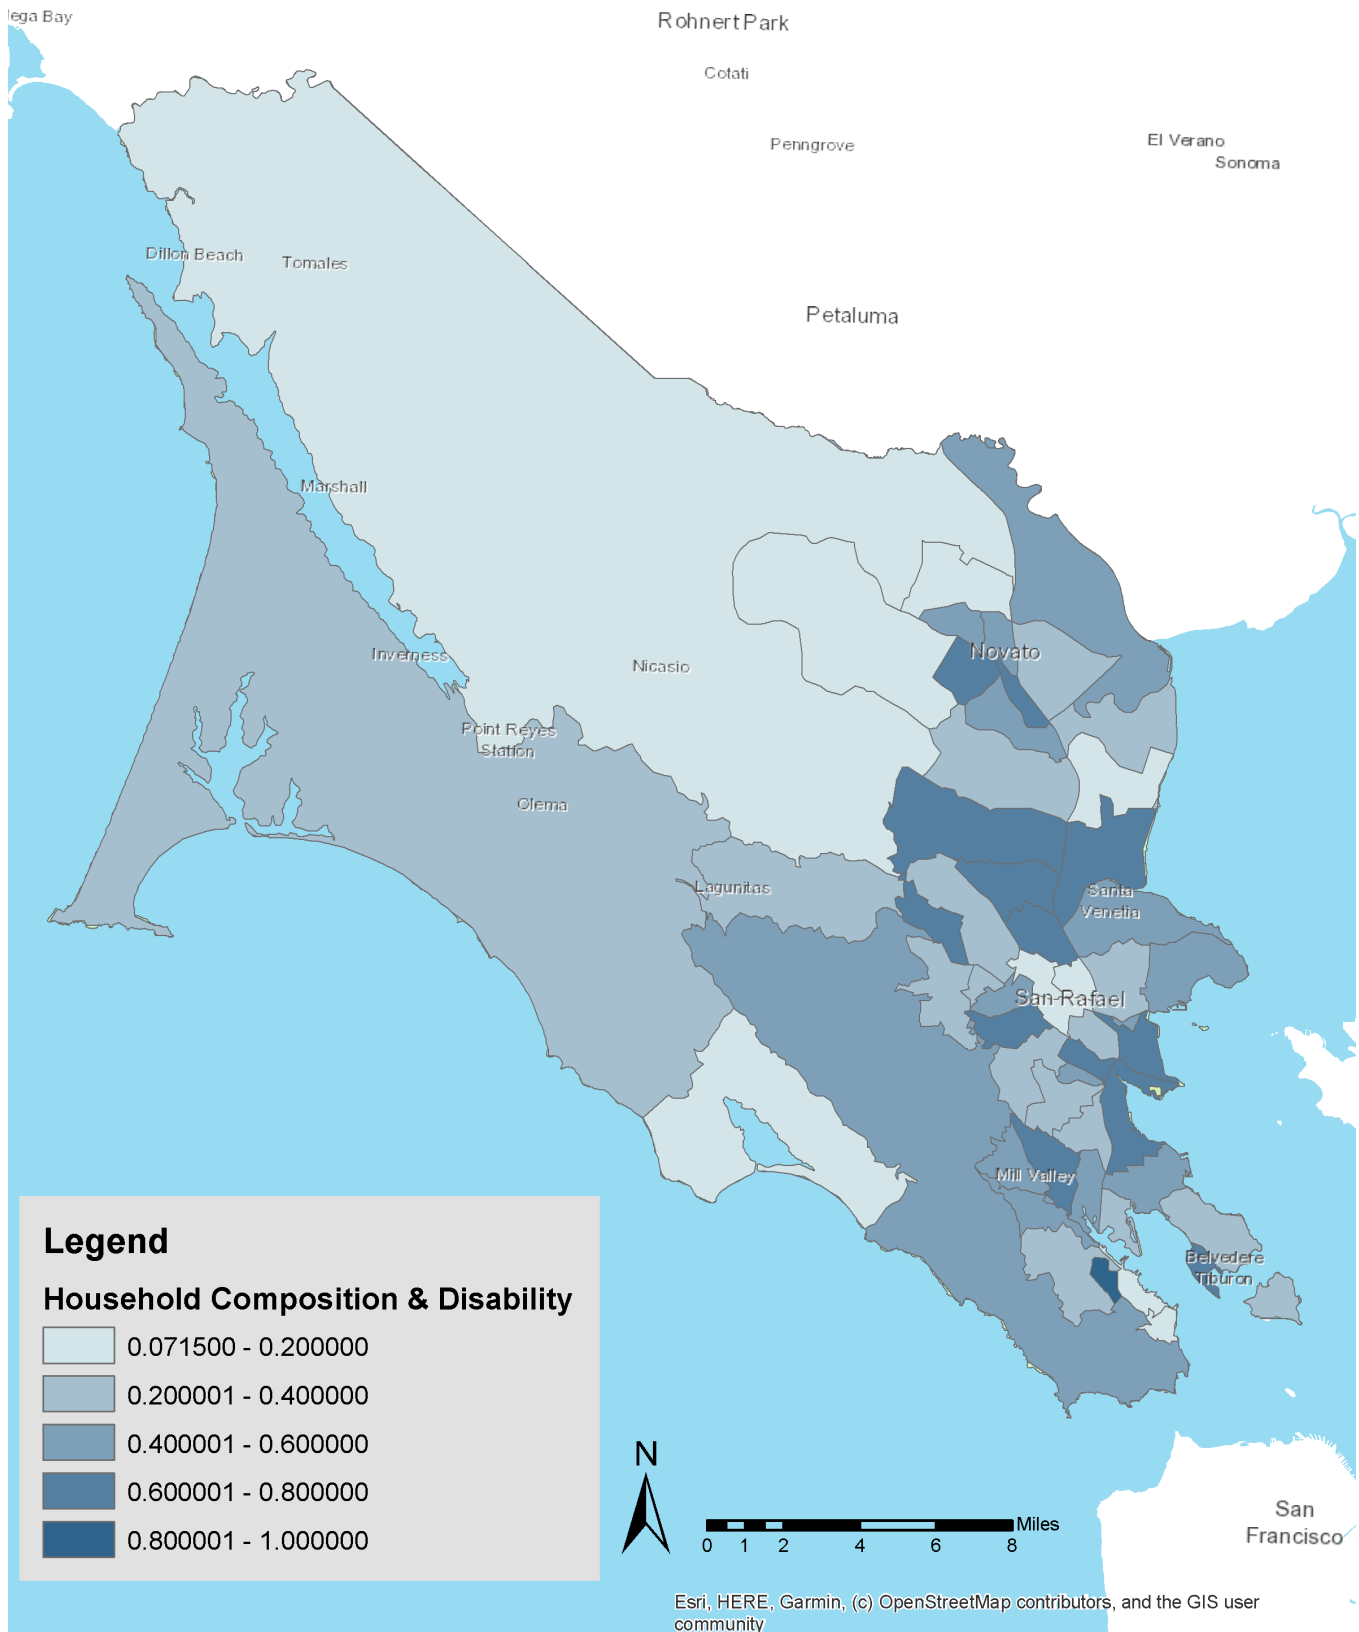 ega Bay
Rohnert Park
Cotati
Penngrove
El Verano
Sonoma
Dillon Beach
Tomales
Petaluma
Marshall
Inverness
Nicasio
Novato
Point Reyes
Station
Olema
Lagunitas
Santa
Venetia
San Rafael
Mill Valley
Belvedere
Tiburon
Legend
Household Composition & Disability
0.071500 - 0.200000
0.200001 - 0.400000
0.400001 - 0.600000
0.600001 - 0.800000
0.800001 - 1.000000
N
Miles
0 1 2 4 6 8
San
Francisco
Esri, HERE, Garmin, (c) OpenStreetMap contributors, and the GIS user
community